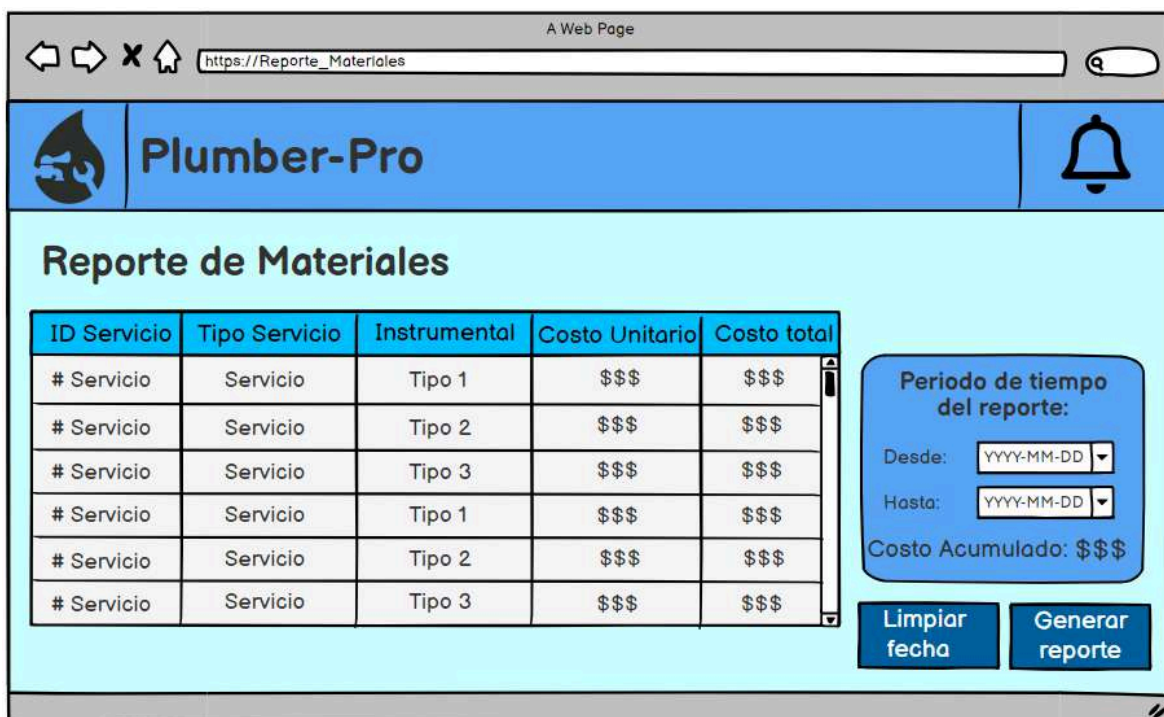 A Web Page
https://Reporte_Materiales
Plumber-Pro
Reporte de Materiales
ID Servicio Tipo Servicio Instrumental Costo Unitario Costo total
# Servicio Servicio Tipo 1 $$$ $$$
# Servicio Servicio Tipo 2 $$$ $$$
# Servicio Servicio Tipo 3 $$$ $$$
# Servicio Servicio Tipo 1 $$$ $$$
# Servicio Servicio Tipo 2 $$$ $$$
# Servicio Servicio Tipo 3 $$$ $$$
Periodo de tiempo
del reporte:
Desde: YYYY-MM-DD
Hasta: YYYY-MM-DD
Costo Acumulado: $$$
Limpiar
fecha
Generar
reporte